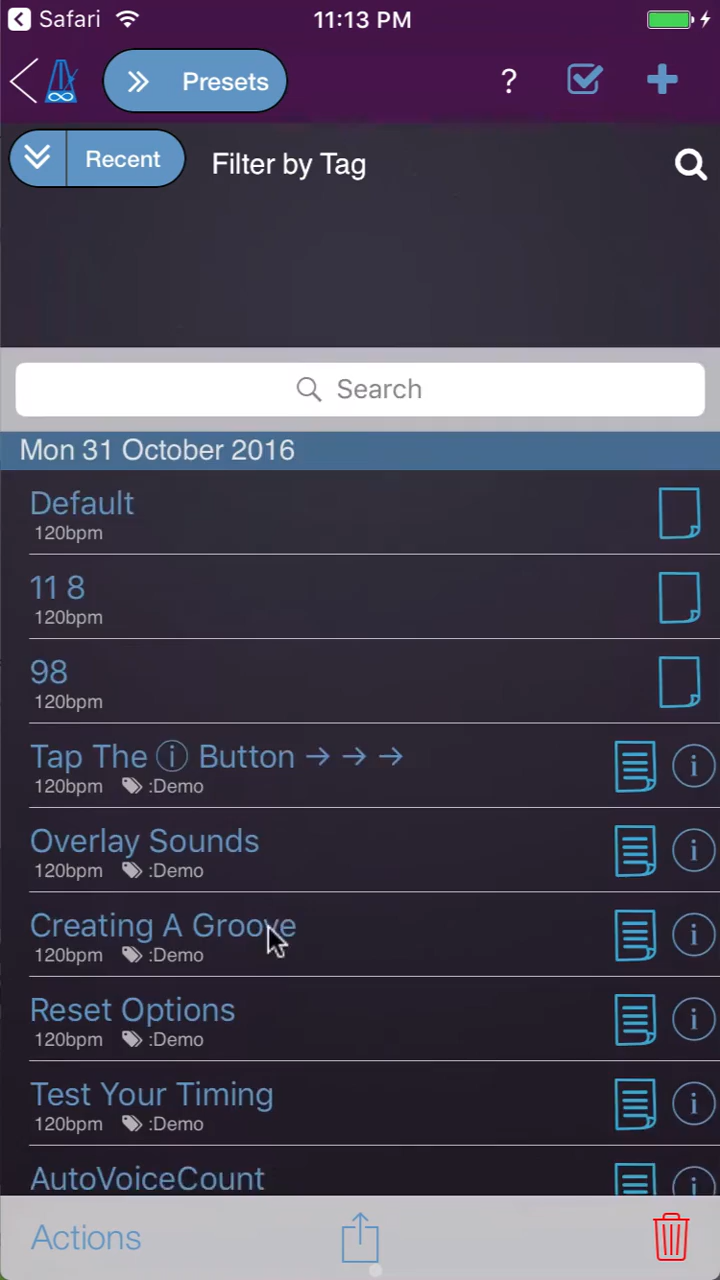 Safari
11:13 PM
Presets
?
Recent
Filter by Tag
Search
Mon 31 October 2016
Default
120bpm
11 8
120bpm
98
120bpm
Tap The ⓘ Button → → →
120bpm :Demo
Overlay Sounds
120bpm :Demo
Creating A Groove
120bpm :Demo
Reset Options
120bpm :Demo
Test Your Timing
120bpm :Demo
AutoVoiceCount
Actions